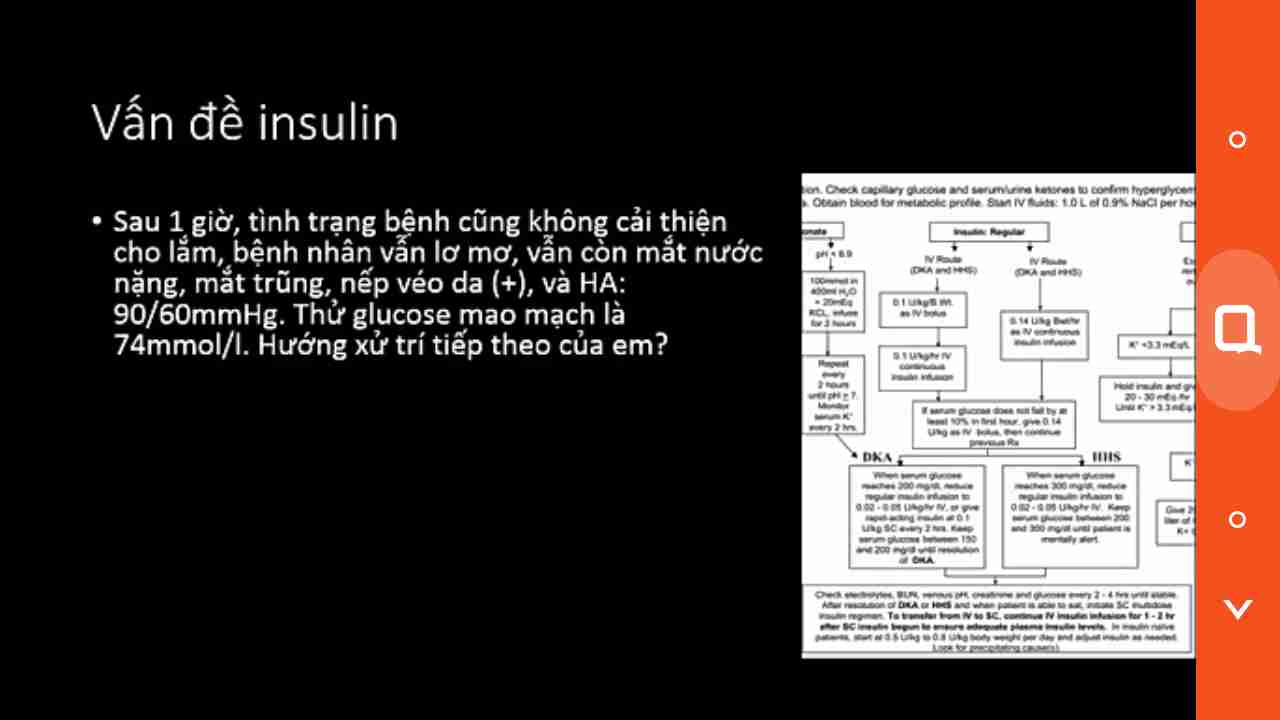 Vấn đề insulin
• Sau 1 giờ, tình trạng bệnh cũng không cải thiện
cho lắm, bệnh nhân vẫn lơ mơ, vẫn còn mất nước
nặng, mắt trũng, nếp véo da (+), và HA:
90/60mmHg. Thử glucose mao mạch là
74mmol/l. Hướng xử trí tiếp theo của em?
tion. Check capillary glucose and serum/urine ketones to confirm hyperglycem
s. Obtain blood for metabolic profile. Start IV fluids: 1.0 L of 0.9% NaCl per ho
onate
pH < 6.9
100mmol in
400ml H₂O
+ 20mEq
KCL, infuse
for 2 hours
Repeat
every
2 hours
until pH ≥ 7.
Monitor
serum K⁺
every 2 hrs.
Insulin: Regular
IV Route
(DKA and HHS)
0.1 U/kg/B Wt.
as IV bolus
0.1 U/kg/hr IV
continuous
insulin infusion
IV Route
(DKA and HHS)
0.14 U/kg Bwt/hr
as IV continuous
insulin infusion
If serum glucose does not fall by at
least 10% in first hour, give 0.14
U/kg as IV bolus, then continue
previous Rx
DKA
When serum glucose
reaches 200 mg/dl, reduce
regular insulin infusion to
0.02 - 0.05 U/kg/hr IV, or give
rapid-acting insulin at 0.1
U/kg SC every 2 hrs. Keep
serum glucose between 150
and 200 mg/dl until resolution
of DKA.
HHS
When serum glucose
reaches 300 mg/dl, reduce
regular insulin infusion to
0.02 - 0.05 U/kg/hr IV. Keep
serum glucose between 200
and 300 mg/dl until patient is
mentally alert.
Es
ren
K⁺ <3.3 mEq/L
Hold insulin and giv
20 - 30 mEq/hr
Until K⁺ > 3.3 mEq/
K⁺
Give 2
liter of
K+
Check electrolytes, BUN, venous pH, creatinine and glucose every 2 - 4 hrs until stable.
After resolution of DKA or HHS and when patient is able to eat, initiate SC multidose
insulin regimen. To transfer from IV to SC, continue IV insulin infusion for 1 - 2 hr
after SC insulin begun to ensure adequate plasma insulin levels. In insulin naive
patients, start at 0.5 U/kg to 0.8 U/kg body weight per day and adjust insulin as needed.
Look for precipitating cause(s).